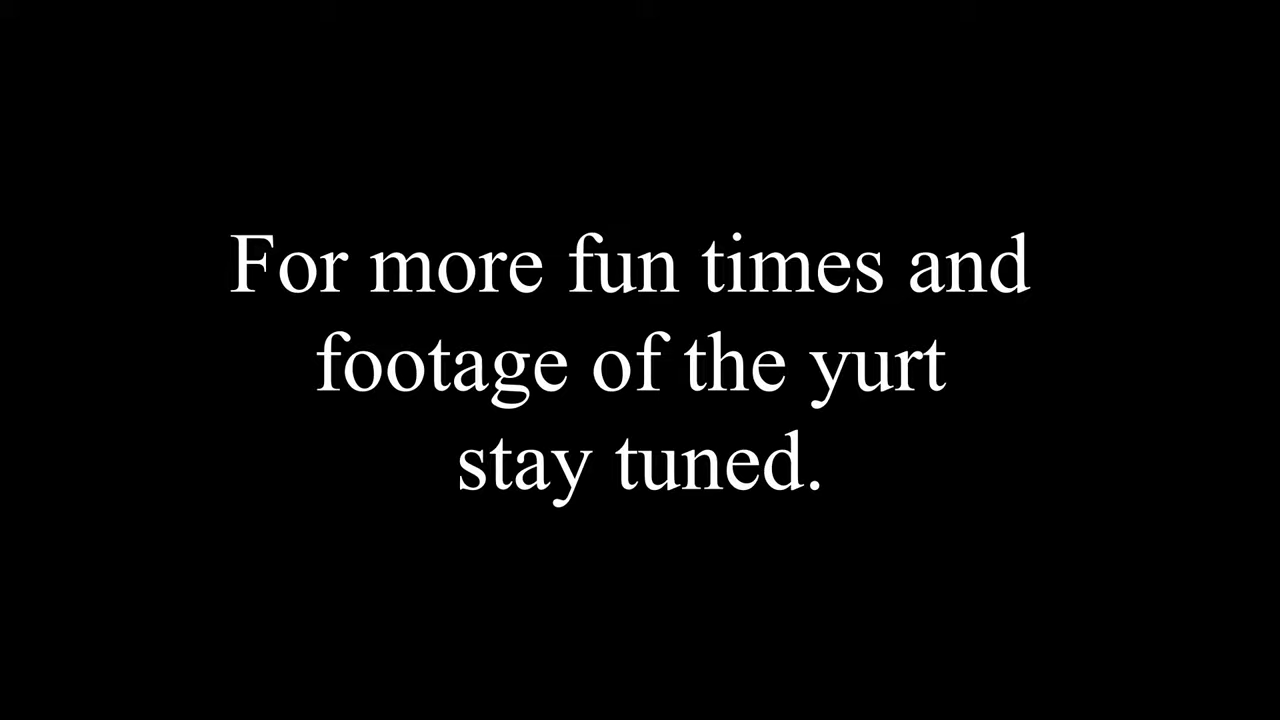 For more fun times and
footage of the yurt
stay tuned.